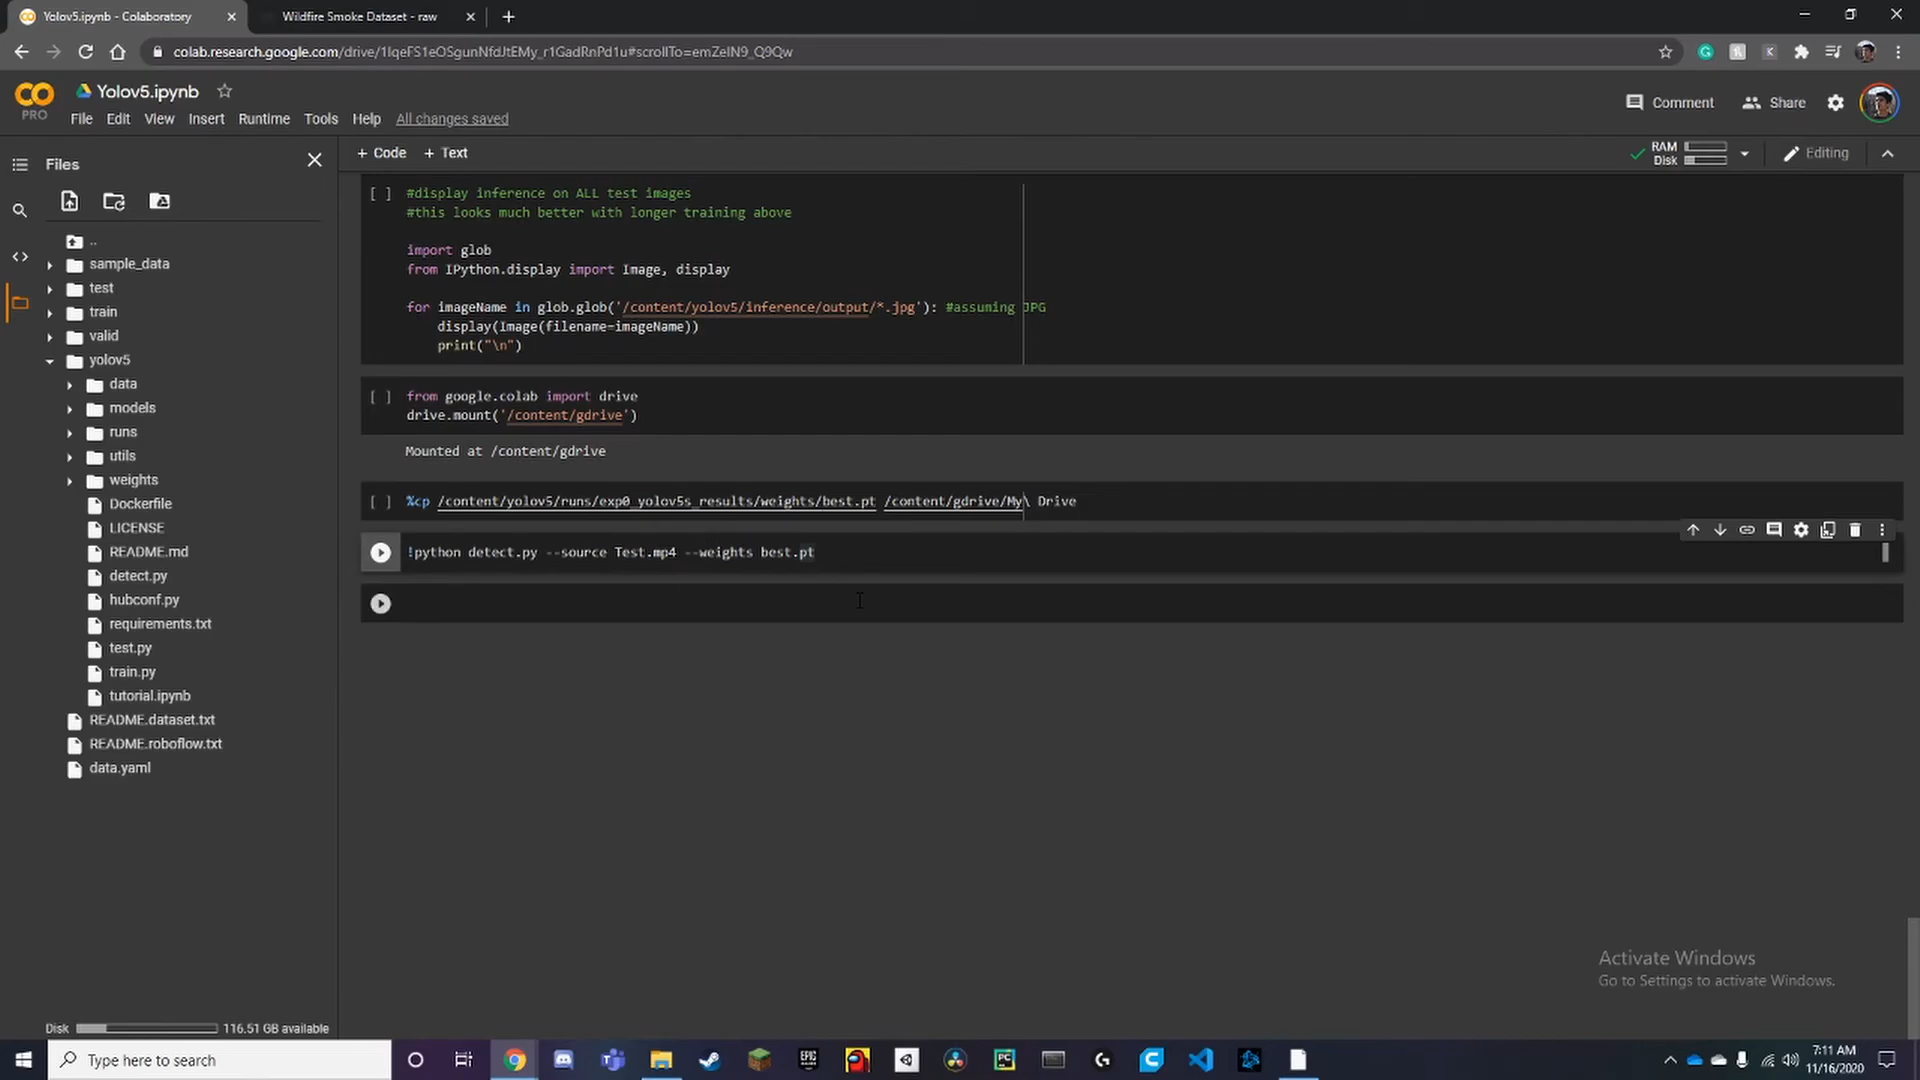 Yolov5.ipynb - Colaboratory
Wildfire Smoke Dataset - raw
colab.research.google.com/drive/1IqeFS1eOSgunNfdJtEMy_r1GadRnPd1u#scrollTo=emZeIN9_Q9Qw
CO
PRO
Yolov5.ipynb
File Edit View Insert Runtime Tools Help All changes saved
Comment
Share
Files
+ Code + Text
RAM
Disk
Editing
..
sample_data
test
train
valid
yolov5
data
models
runs
utils
weights
Dockerfile
LICENSE
README.md
detect.py
hubconf.py
requirements.txt
test.py
train.py
tutorial.ipynb
README.dataset.txt
README.roboflow.txt
data.yaml
Disk 116.51 GB available
[ ] #display inference on ALL test images
#this looks much better with longer training above
import glob
from IPython.display import Image, display
for imageName in glob.glob('/content/yolov5/inference/output/*.jpg'): #assuming JPG
display(Image(filename=imageName))
print("\n")
[ ] from google.colab import drive
drive.mount('/content/gdrive')
Mounted at /content/gdrive
[ ] %cp /content/yolov5/runs/exp0_yolov5s_results/weights/best.pt /content/gdrive/My\ Drive
!python detect.py --source Test.mp4 --weights best.pt
Activate Windows
Go to Settings to activate Windows.
Type here to search
EPIC
PC
7:11 AM
11/16/2020